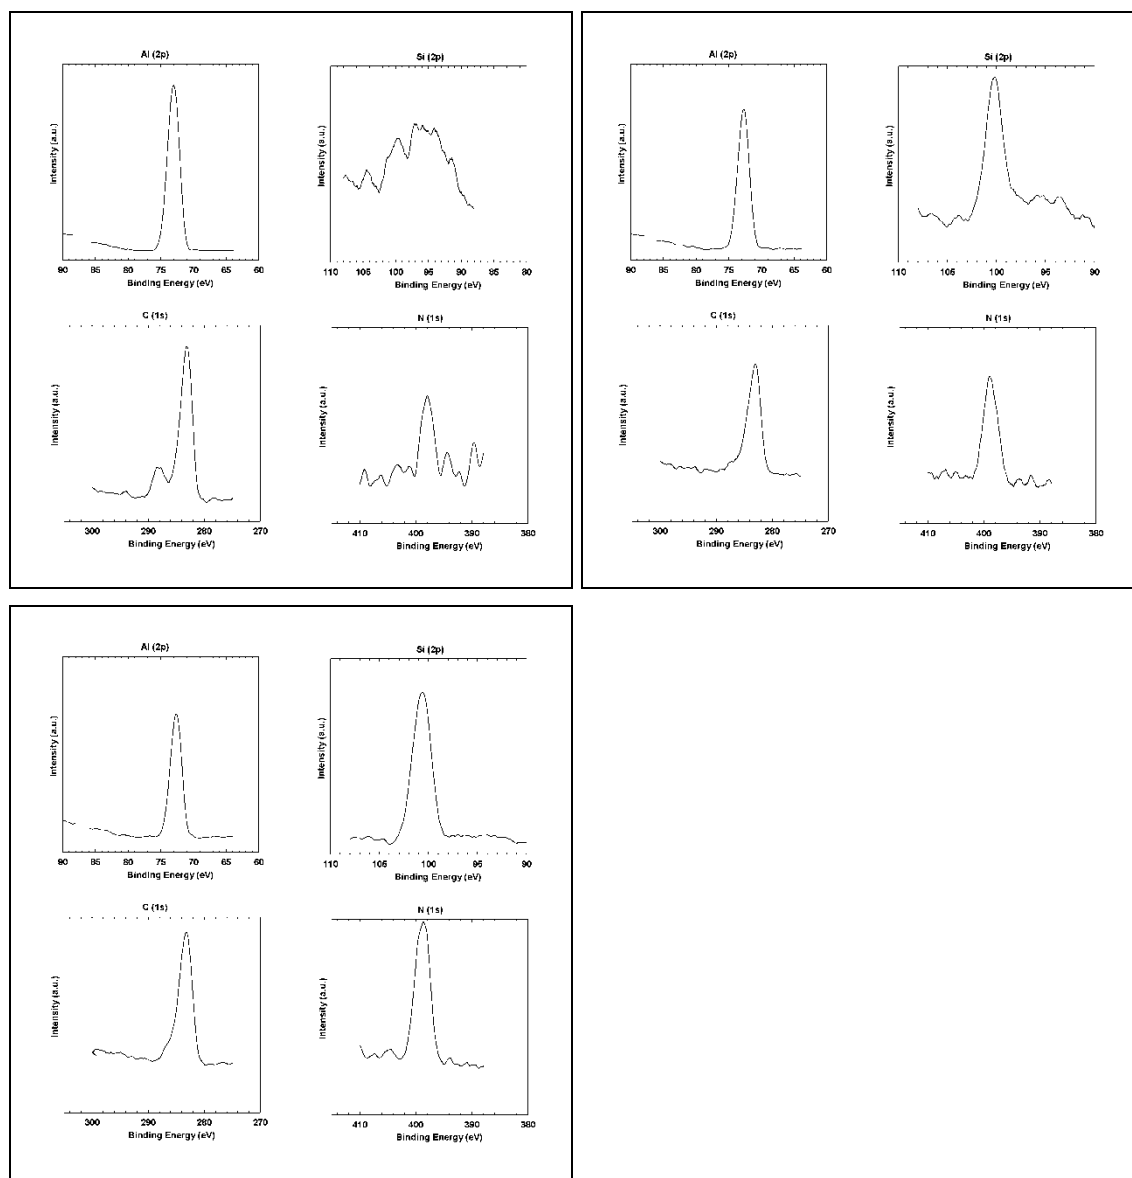 Al (2p)
Intensity (a.u.)
90 85 80 75 70 65 60
Binding Energy (eV)
Si (2p)
Intensity (a.u.)
110 105 100 95 90 85 80
Binding Energy (eV)
C (1s)
Intensity (a.u.)
300 290 280 270
Binding Energy (eV)
N (1s)
Intensity (a.u.)
410 400 390 380
Binding Energy (eV)
Al (2p)
Intensity (a.u.)
90 85 80 75 70 65 60
Binding Energy (eV)
Si (2p)
Intensity (a.u.)
110 105 100 95 90
Binding Energy (eV)
C (1s)
Intensity (a.u.)
300 290 280 270
Binding Energy (eV)
N (1s)
Intensity (a.u.)
410 400 390 380
Binding Energy (eV)
Al (2p)
Intensity (a.u.)
90 85 80 75 70 65 60
Binding Energy (eV)
Si (2p)
Intensity (a.u.)
110 105 100 95 90
Binding Energy (eV)
C (1s)
Intensity (a.u.)
300 290 280 270
Binding Energy (eV)
N (1s)
Intensity (a.u.)
410 400 390 380
Binding Energy (eV)